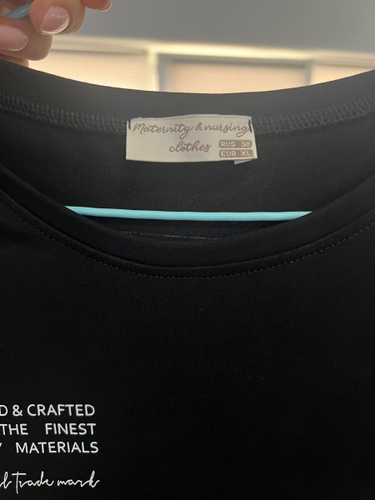 Maternity & nursing
clothes
RUS 50
EUR XL
D & CRAFTED
THE FINEST
MATERIALS
trade mark